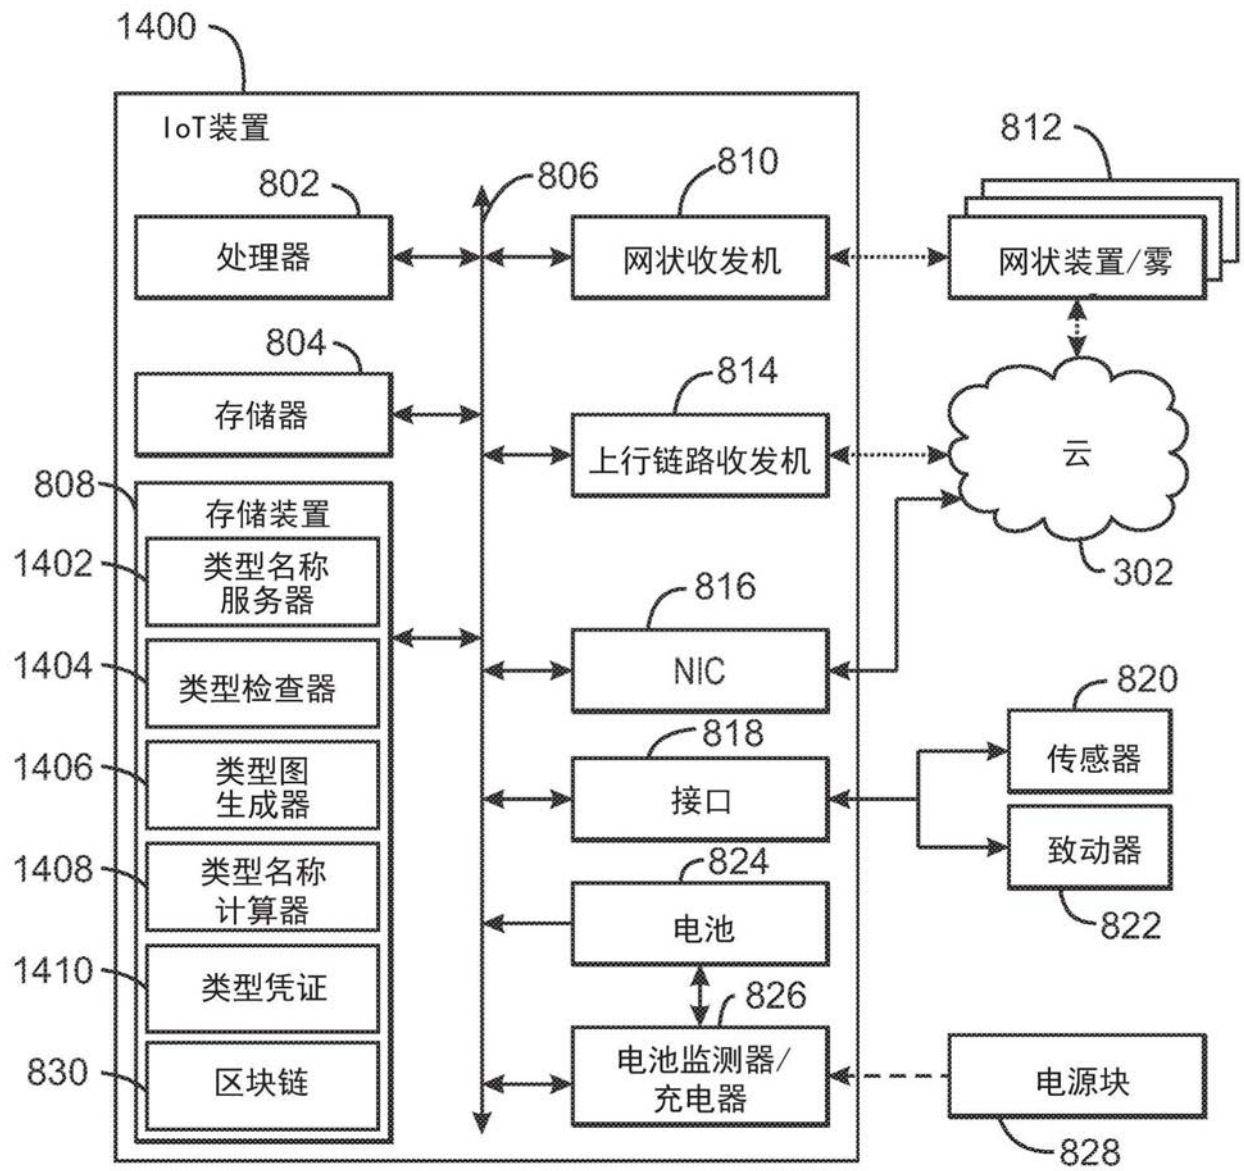 1400
IoT装置
802
处理器
804
存储器
808
存储装置
1402
类型名称
服务器
1404
类型检查器
1406
类型图
生成器
1408
类型名称
计算器
1410
类型凭证
830
区块链
806
810
网状收发机
814
上行链路收发机
816
NIC
818
接口
824
电池
826
电池监测器/
充电器
812
网状装置/雾
云
302
820
传感器
致动器
822
电源块
828